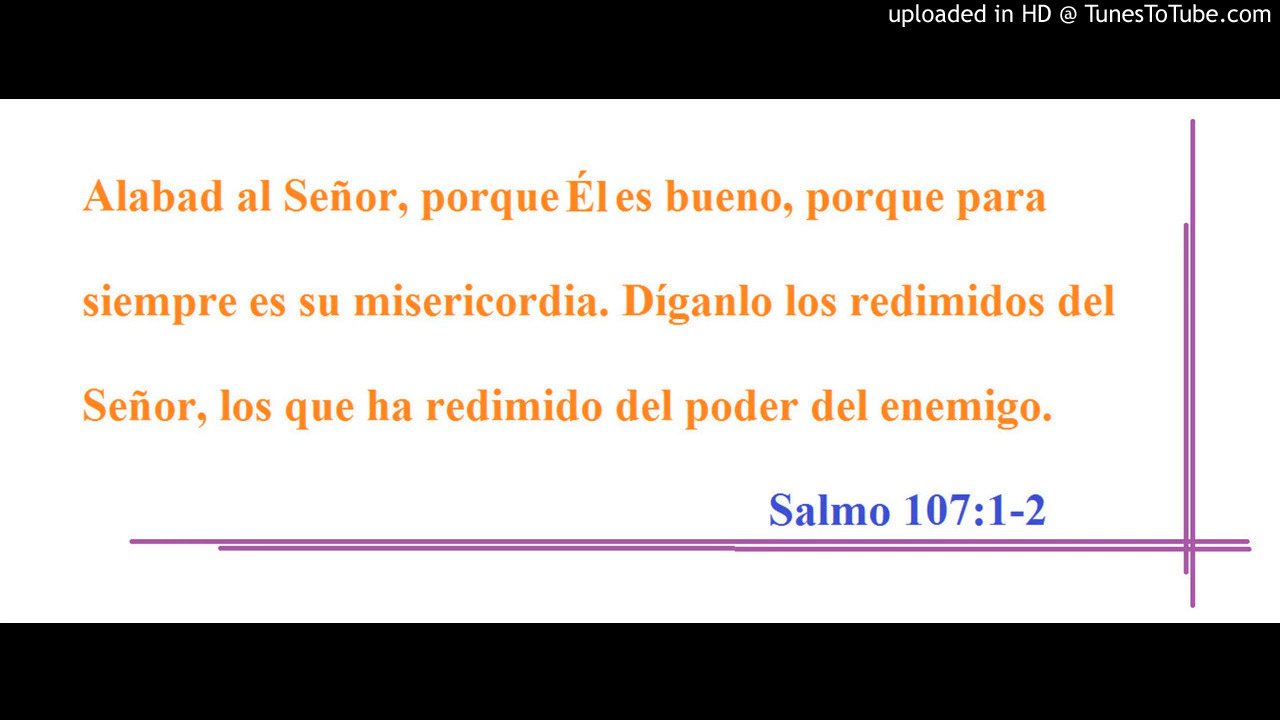 uploaded in HD @ TunesToTube.com
Alabad al Señor, porque Él es bueno, porque para
siempre es su misericordia. Díganlo los redimidos del
Señor, los que ha redimido del poder del enemigo.
Salmo 107:1-2